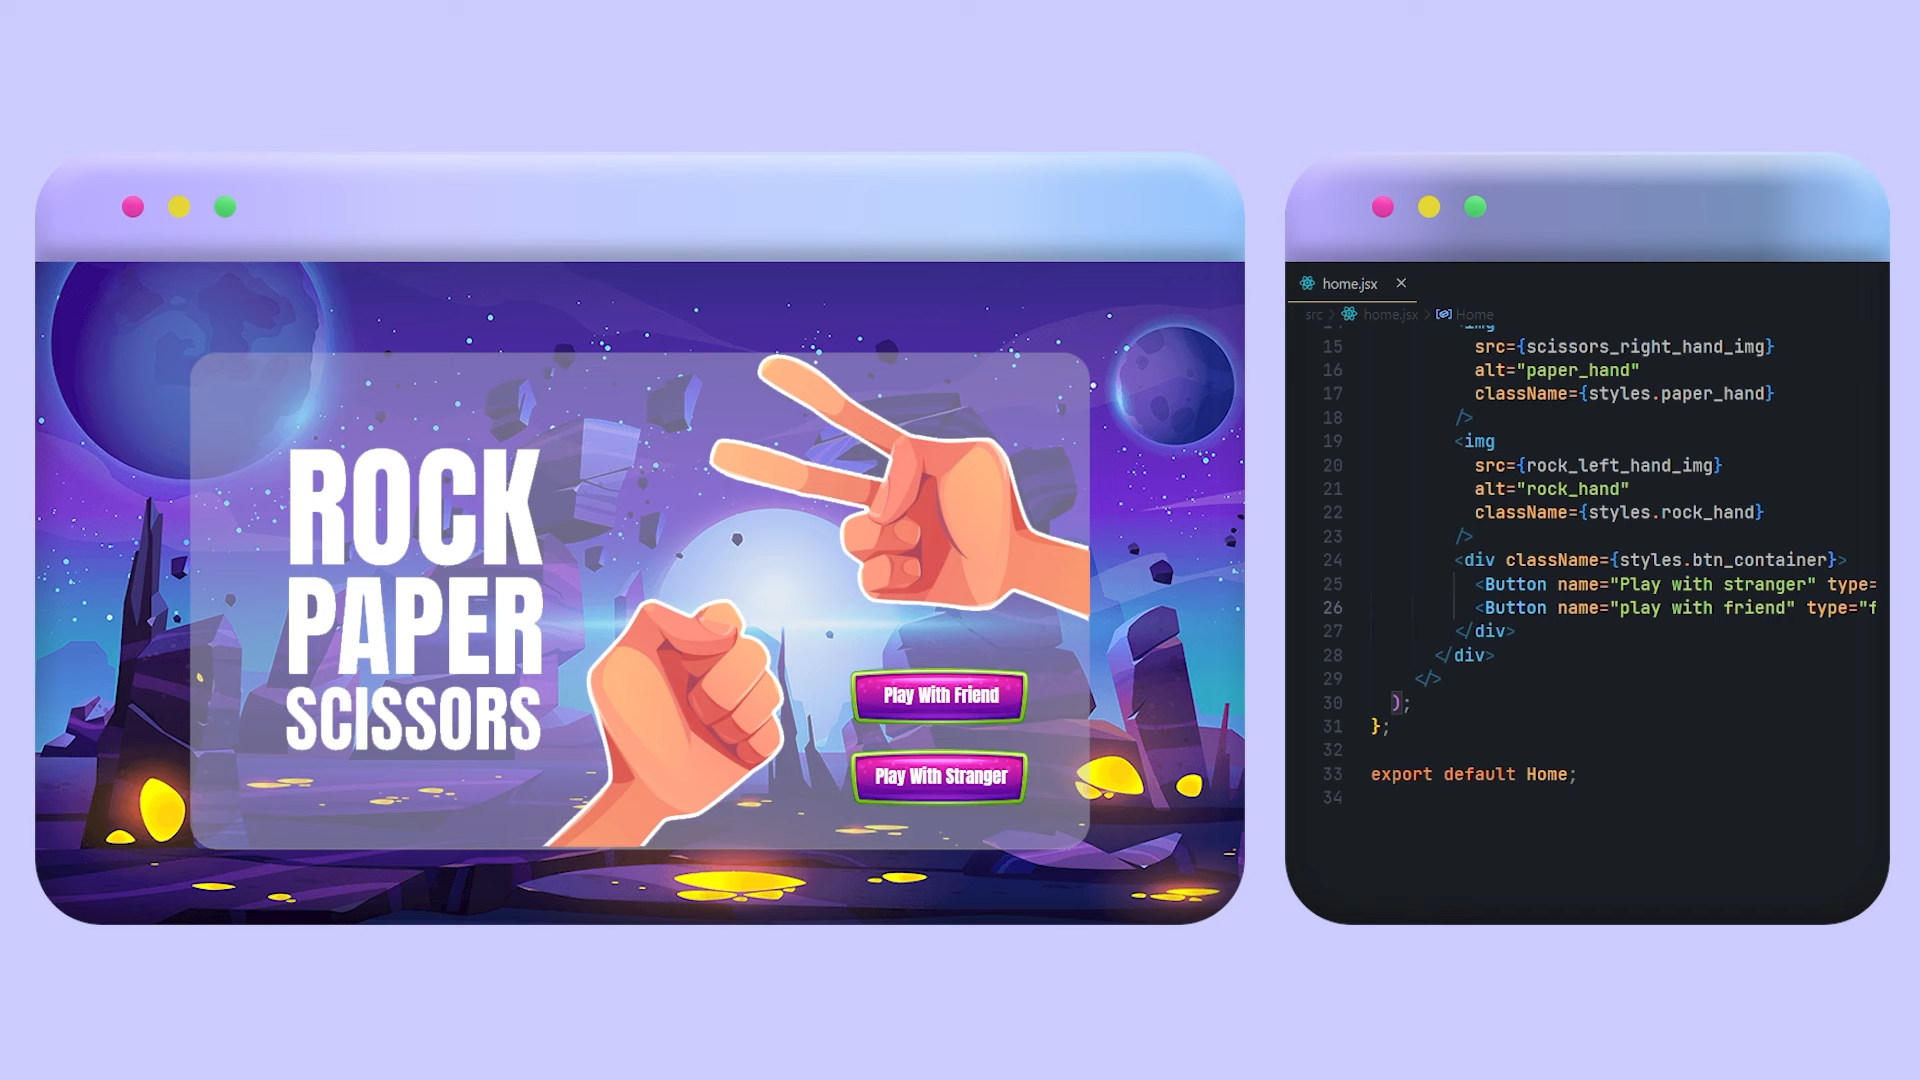 ROCK
PAPER
SCISSORS
Play With Friend
Play With Stranger
home.jsx ×
src > home.jsx > Home
14 <img
15 src={scissors_right_hand_img}
16 alt="paper_hand"
17 className={styles.paper_hand}
18 />
19 <img
20 src={rock_left_hand_img}
21 alt="rock_hand"
22 className={styles.rock_hand}
23 />
24 <div className={styles.btn_container}>
25 <Button name="Play with stranger" type=
26 <Button name="play with friend" type="f
27 </div>
28 </div>
29 </>
30 );
31 };
32
33 export default Home;
34